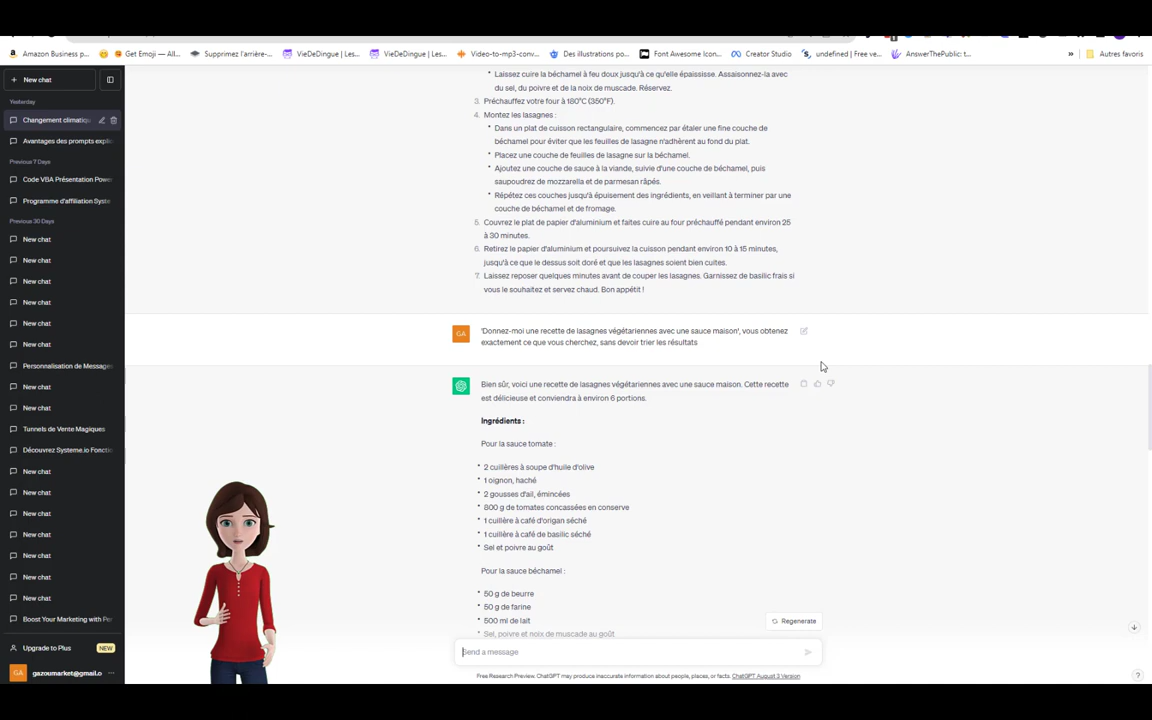 Amazon Business p...
Get Emoji — All...
Supprimez l'arrière-...
VieDeDingue | Les...
VieDeDingue | Les...
Video-to-mp3-conv...
Des illustrations po...
Font Awesome Icon...
Creator Studio
undefined | Free ve...
AnswerThePublic: t...
»
Autres favoris
+ New chat
Yesterday
Changement climatiqu
Avantages des prompts explic
Previous 7 Days
Code VBA Présentation Powe
Programme d'affiliation Syste
Previous 30 Days
New chat
New chat
New chat
New chat
New chat
New chat
Personnalisation de Messages
New chat
New chat
Tunnels de Vente Magiques
Découvrez Systeme.io Fonctio
New chat
New chat
New chat
New chat
New chat
New chat
New chat
Boost Your Marketing with Per
Upgrade to Plus
NEW
GA
gazoumarket@gmail.o
...
Laissez cuire la béchamel à feu doux jusqu'à ce qu'elle épaississe. Assaisonnez-la avec
du sel, du poivre et de la noix de muscade. Réservez.
3. Préchauffez votre four à 180°C (350°F).
4. Montez les lasagnes :
• Dans un plat de cuisson rectangulaire, commencez par étaler une fine couche de
béchamel pour éviter que les feuilles de lasagne n'adhèrent au fond du plat.
• Placez une couche de feuilles de lasagne sur la béchamel.
• Ajoutez une couche de sauce à la viande, suivie d'une couche de béchamel, puis
saupoudrez de mozzarella et de parmesan râpés.
• Répétez ces couches jusqu'à épuisement des ingrédients, en veillant à terminer par une
couche de béchamel et de fromage.
5. Couvrez le plat de papier d'aluminium et faites cuire au four préchauffé pendant environ 25
à 30 minutes.
6. Retirez le papier d'aluminium et poursuivez la cuisson pendant environ 10 à 15 minutes,
jusqu'à ce que le dessus soit doré et que les lasagnes soient bien cuites.
7. Laissez reposer quelques minutes avant de couper les lasagnes. Garnissez de basilic frais si
vous le souhaitez et servez chaud. Bon appétit !
GA
'Donnez-moi une recette de lasagnes végétariennes avec une sauce maison', vous obtenez
exactement ce que vous cherchez, sans devoir trier les résultats
Bien sûr, voici une recette de lasagnes végétariennes avec une sauce maison. Cette recette
est délicieuse et conviendra à environ 6 portions.
Ingrédients :
Pour la sauce tomate :
• 2 cuillères à soupe d'huile d'olive
• 1 oignon, haché
• 2 gousses d'ail, émincées
• 800 g de tomates concassées en conserve
• 1 cuillère à café d'origan séché
• 1 cuillère à café de basilic séché
• Sel et poivre au goût
Pour la sauce béchamel :
• 50 g de beurre
• 50 g de farine
• 500 ml de lait
• Sel, poivre et noix de muscade au goût
Regenerate
Send a message
Free Research Preview. ChatGPT may produce inaccurate information about people, places, or facts. ChatGPT August 3 Version
?